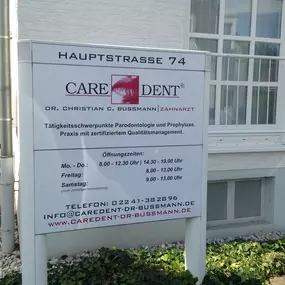 HAUPTSTRASSE 74
CARE DENT®
DR. CHRISTIAN C. BUSSMANN | ZAHNARZT
Tätigkeitsschwerpunkte Parodontologie und Prophylaxe.
Praxis mit zertifiziertem Qualitätsmanagement.
Öffnungszeiten:
Mo. - Do.: 8.00 - 12.30 Uhr | 14.30 - 19.00 Uhr
Freitag: 8.00 - 13.00 Uhr
Samstag: 9.00 - 13.00 Uhr
TELEFON: 02241-382896
INFO@CAREDENT-DR-BUSSMANN.DE
WWW.CAREDENT-DR-BUSSMANN.DE